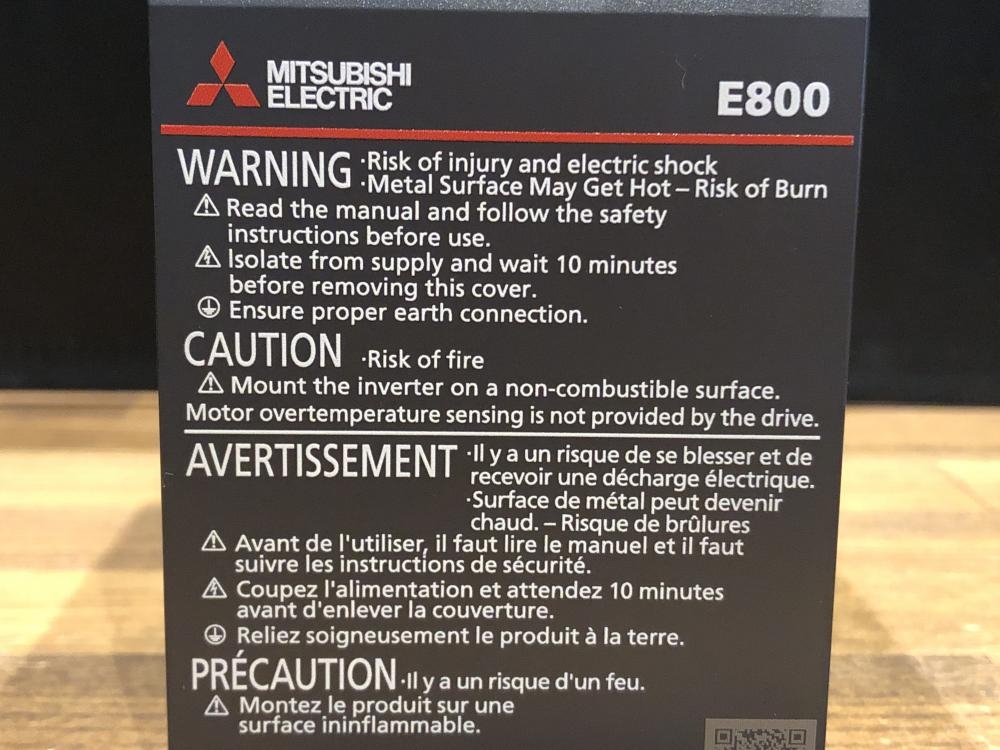 MITSUBISHI
ELECTRIC
E800
WARNING ·Risk of injury and electric shock
·Metal Surface May Get Hot – Risk of Burn
Read the manual and follow the safety
instructions before use.
Isolate from supply and wait 10 minutes
before removing this cover.
Ensure proper earth connection.
CAUTION ·Risk of fire
Mount the inverter on a non-combustible surface.
Motor overtemperature sensing is not provided by the drive.
AVERTISSEMENT ·Il y a un risque de se blesser et de
recevoir une décharge électrique.
·Surface de métal peut devenir
chaud. – Risque de brûlures
Avant de l'utiliser, il faut lire le manuel et il faut
suivre les instructions de sécurité.
Coupez l'alimentation et attendez 10 minutes
avant d'enlever la couverture.
Reliez soigneusement le produit à la terre.
PRÉCAUTION ·Il y a un risque d'un feu.
Montez le produit sur une
surface ininflammable.